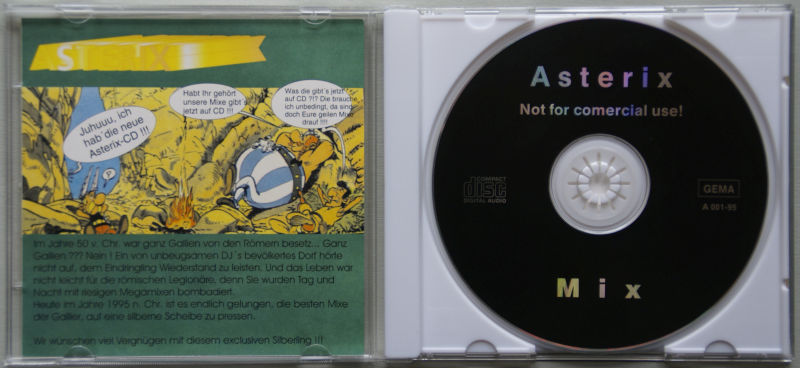 ASTERIX
Juhuuu, ich
hab´die neue
Asterix-CD !!!
?
Habt Ihr gehört
unsere Mixe gibt´s
jetzt auf CD !!!
Was die gibt´s jetzt
auf CD ?!? Die brauche
ich unbedingt, da sind
doch Eure geilen Mixe
drauf !!!!
Im Jahre 50 v. Chr. war ganz Gallien von den Römern besetz... Ganz
Gallien ??? Nein ! Ein von unbeugsamen DJ´s bevölkertes Dorf hörte
nicht auf, dem Eindringling Wiederstand zu leisten. Und das Leben war
nicht leicht für die römischen Legionäre, denn Sie wurden Tag und
Nacht mit riesigen Megamixen bombadiert.
Heute im Jahre 1995 n. Chr. ist es endlich gelungen, die besten Mixe
der Gallier, auf eine silberne Scheibe zu pressen.
Wir wünschen viel Vergnügen mit diesem exclusiven Silberling !!!
Asterix
Not for comercial use!
COMPACT
disc
DIGITAL AUDIO
GEMA
A 001-95
Mix